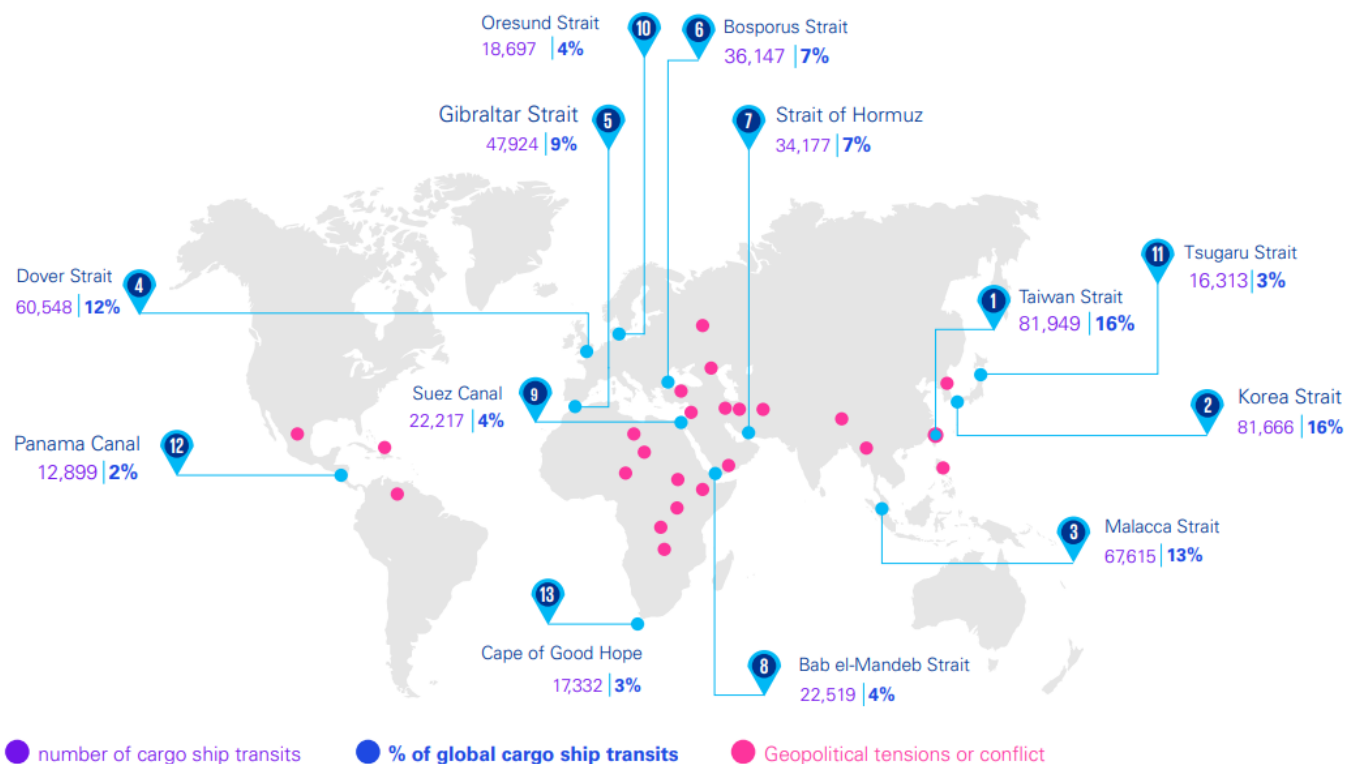 Oresund Strait
18,697 | 4%
10
6
Bosporus Strait
36,147 | 7%
Gibraltar Strait
47,924 | 9%
5
7
Strait of Hormuz
34,177 | 7%
Dover Strait
60,548 | 12%
4
11
Tsugaru Strait
16,313 | 3%
1
Taiwan Strait
81,949 | 16%
Suez Canal
22,217 | 4%
9
2
Korea Strait
81,666 | 16%
Panama Canal
12,899 | 2%
12
3
Malacca Strait
67,615 | 13%
13
Cape of Good Hope
17,332 | 3%
8
Bab el-Mandeb Strait
22,519 | 4%
number of cargo ship transits
% of global cargo ship transits
Geopolitical tensions or conflict